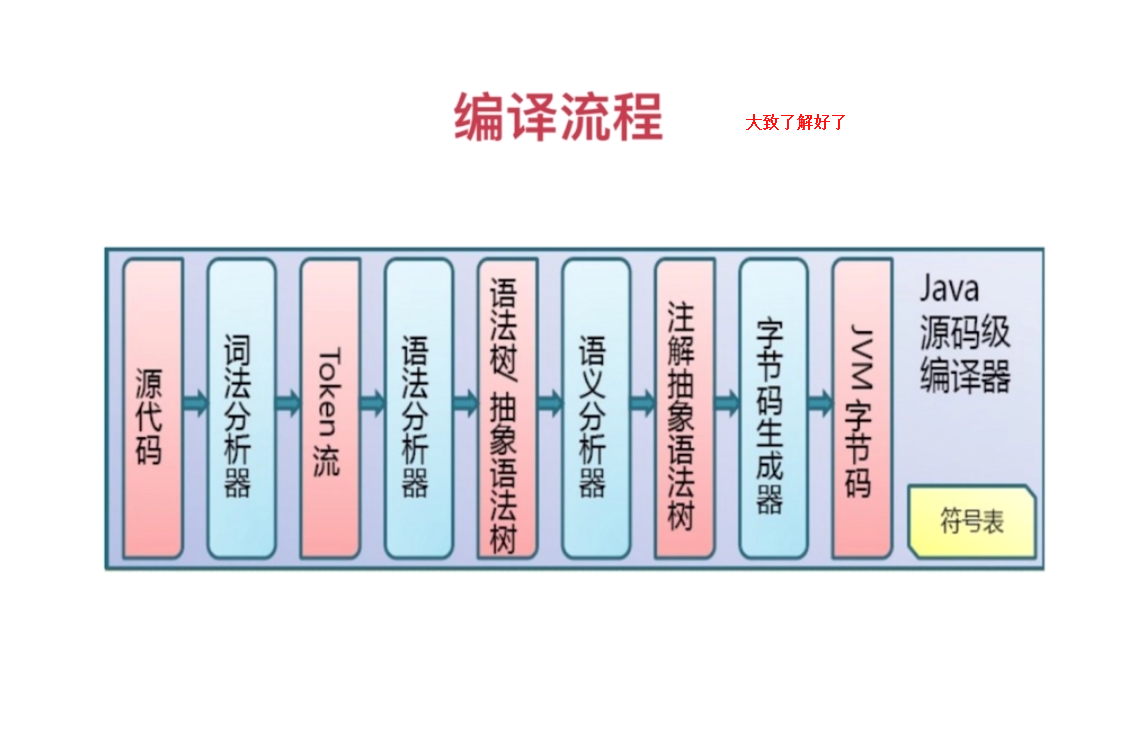 编译流程
大致了解好了
源代码
词法分析器
Token 流
语法分析器
语法树/ 抽象语法树
语义分析器
注解抽象语法树
字节码生成器
JVM 字节码
Java
源码级
编译器
符号表